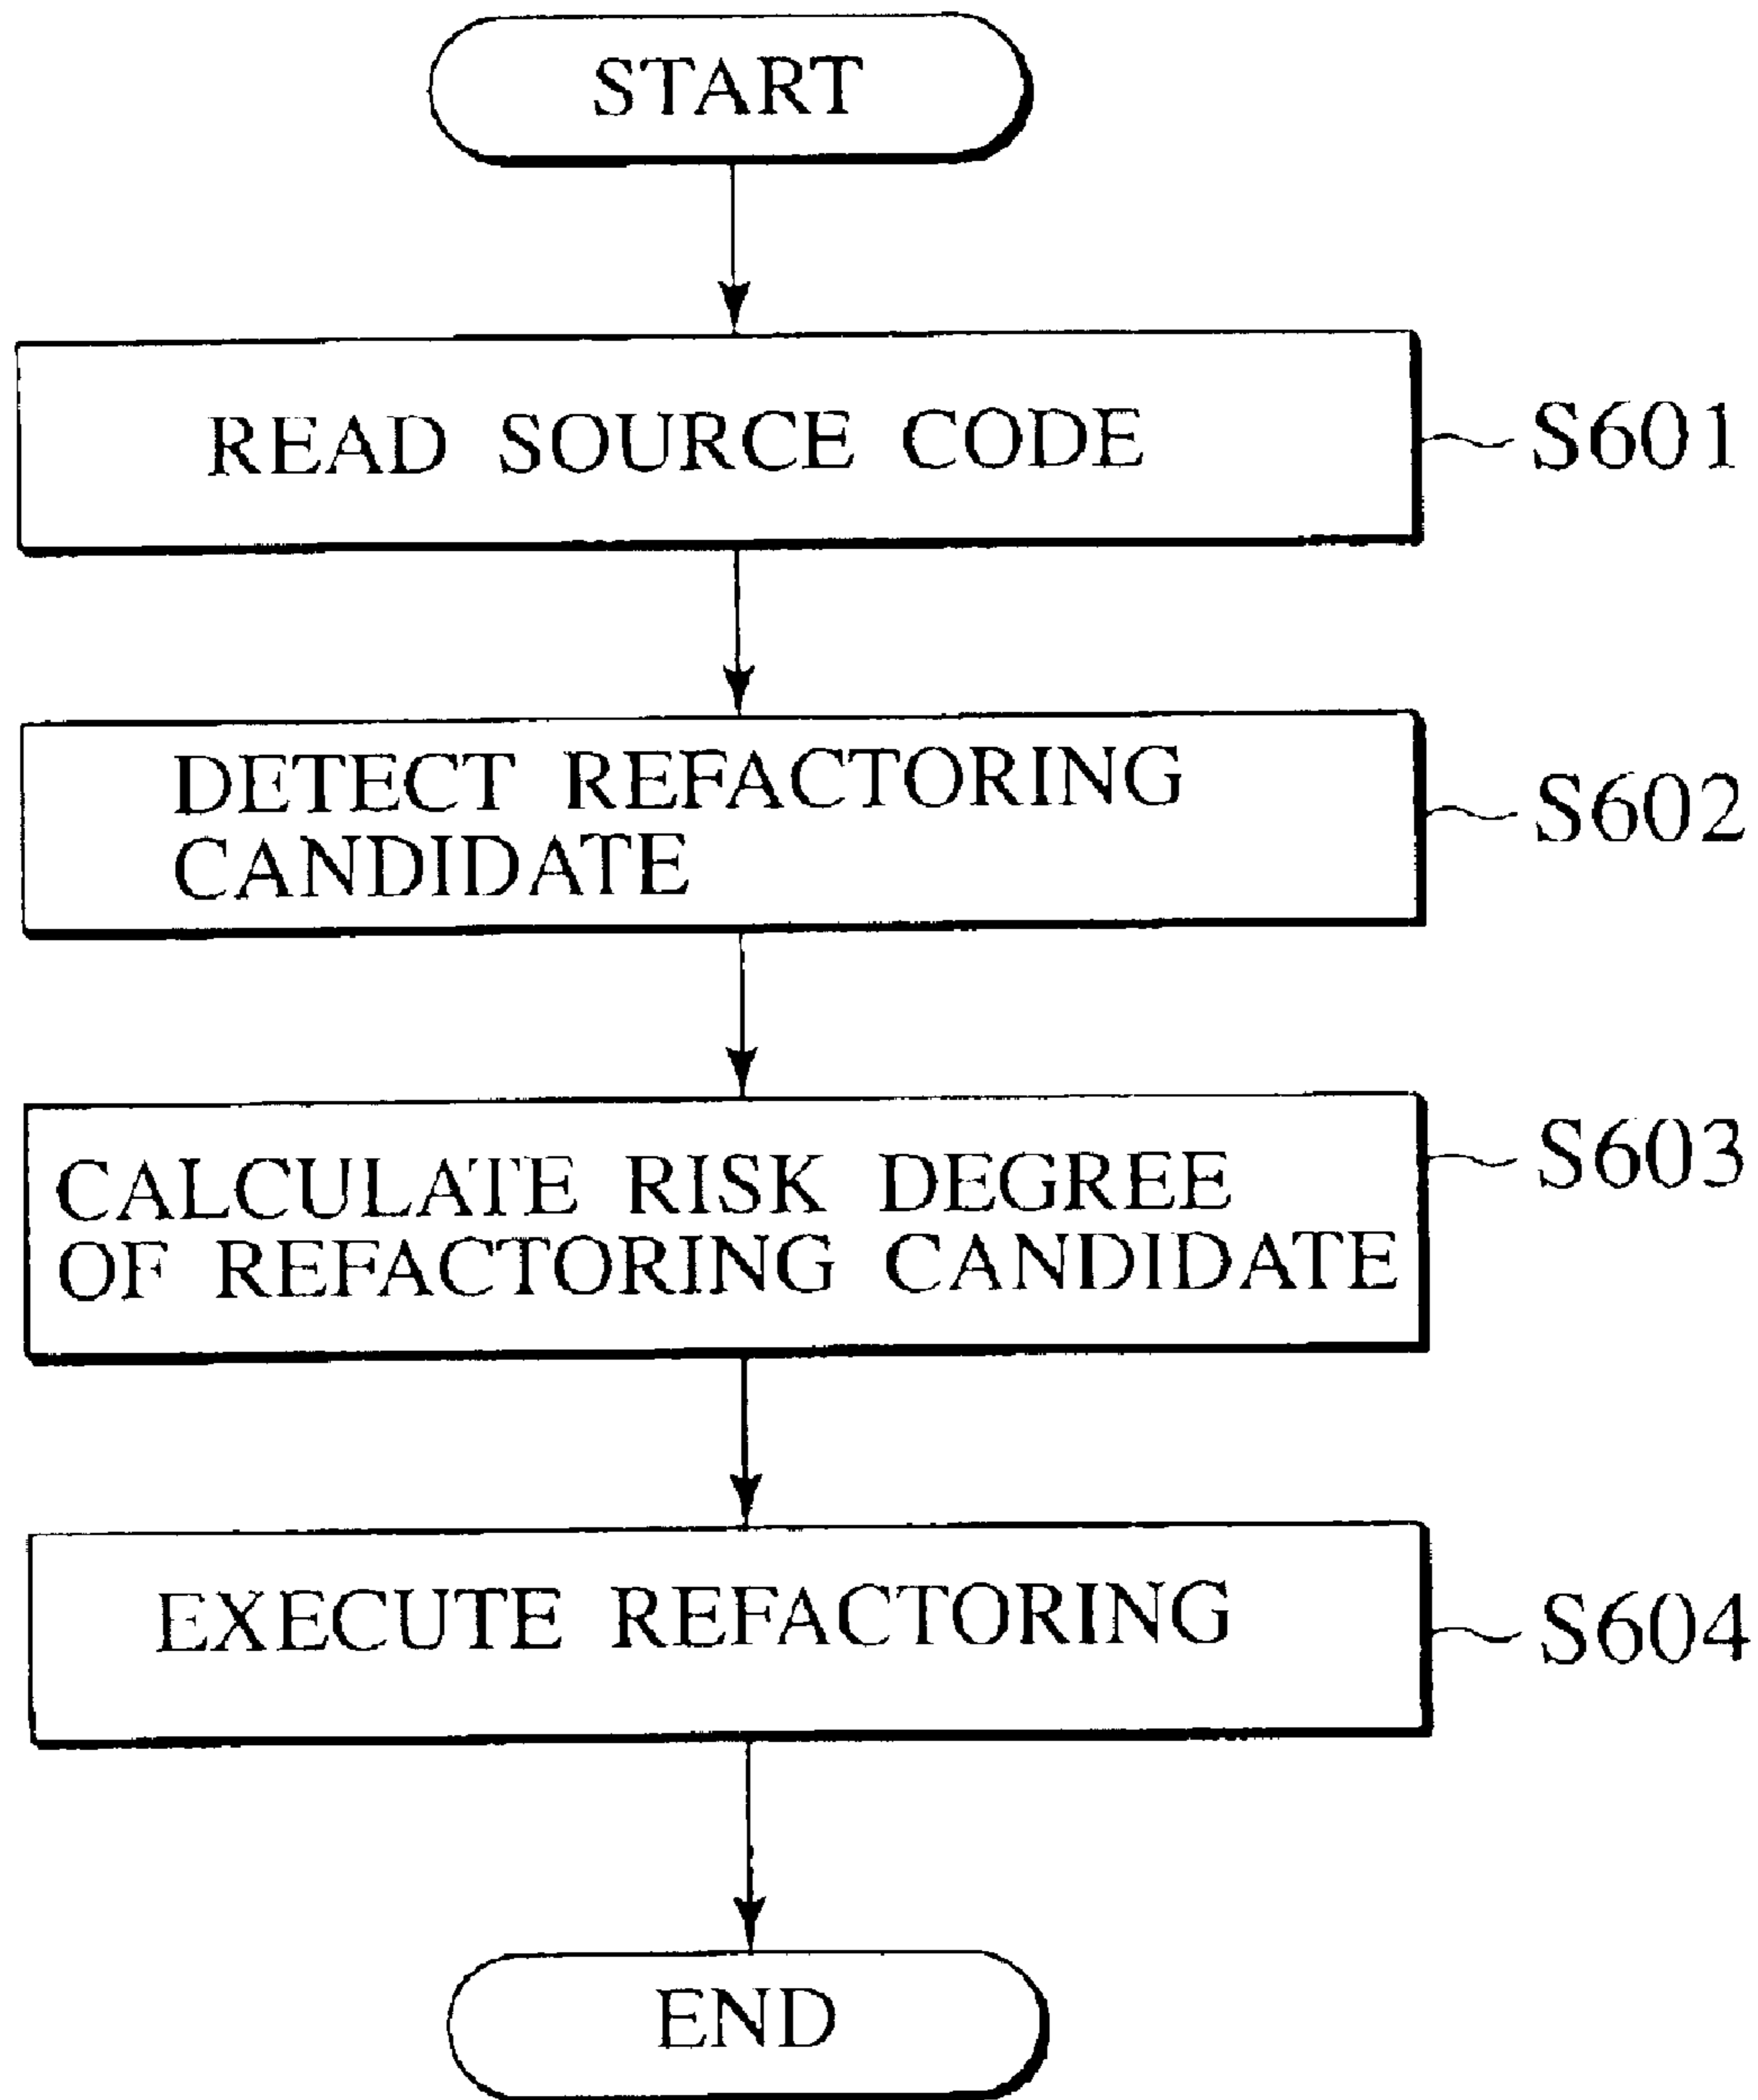 START
READ SOURCE CODE
S601
DETECT REFACTORING
CANDIDATE
S602
CALCULATE RISK DEGREE
OF REFACTORING CANDIDATE
S603
EXECUTE REFACTORING
S604
END